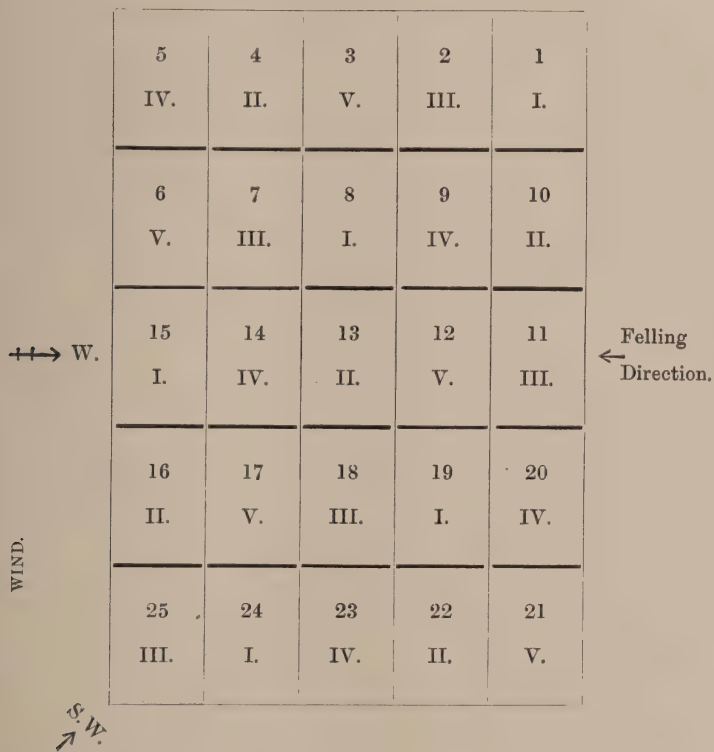 5 4 3 2 1
IV. II. V. III. I.
6 7 8 9 10
V. III. I. IV. II.
W.
15 14 13 12 11
I. IV. II. V. III.
Felling
Direction.
16 17 18 19 20
II. V. III. I. IV.
WIND.
25 24 23 22 21
III. I. IV. II. V.
S. W.